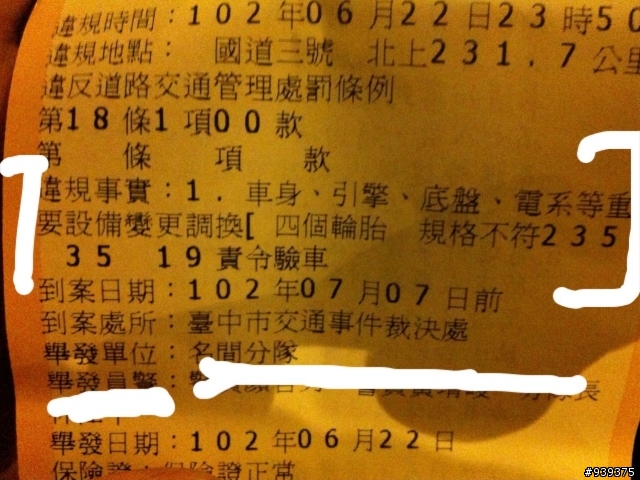 違規時間：102年06月22日23時50
違規地點： 國道三號 北上231.7公里
違反道路交通管理處罰條例
第18條1項00款
第 條 項 款
違規事實：1. 車身、引擎、底盤、電系等重
要設備變更調換[ 四個輪胎 規格不符235
35 19責令驗車
到案日期：102年07月07日前
到案處所：臺中市交通事件裁決處
舉發單位：名間分隊
舉發員警：
舉發日期：102年06月22日
保險證：保險證正常
#939375